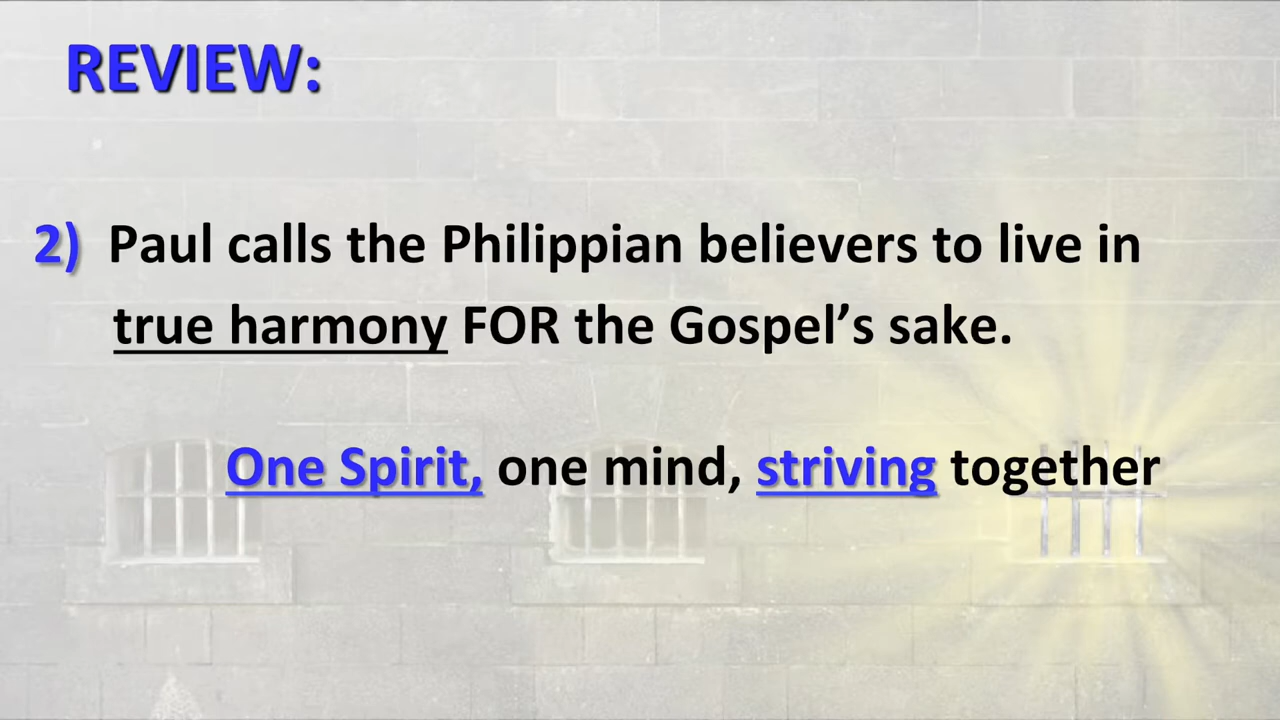 REVIEW:
2) Paul calls the Philippian believers to live in
true harmony FOR the Gospel’s sake.
One Spirit, one mind, striving together